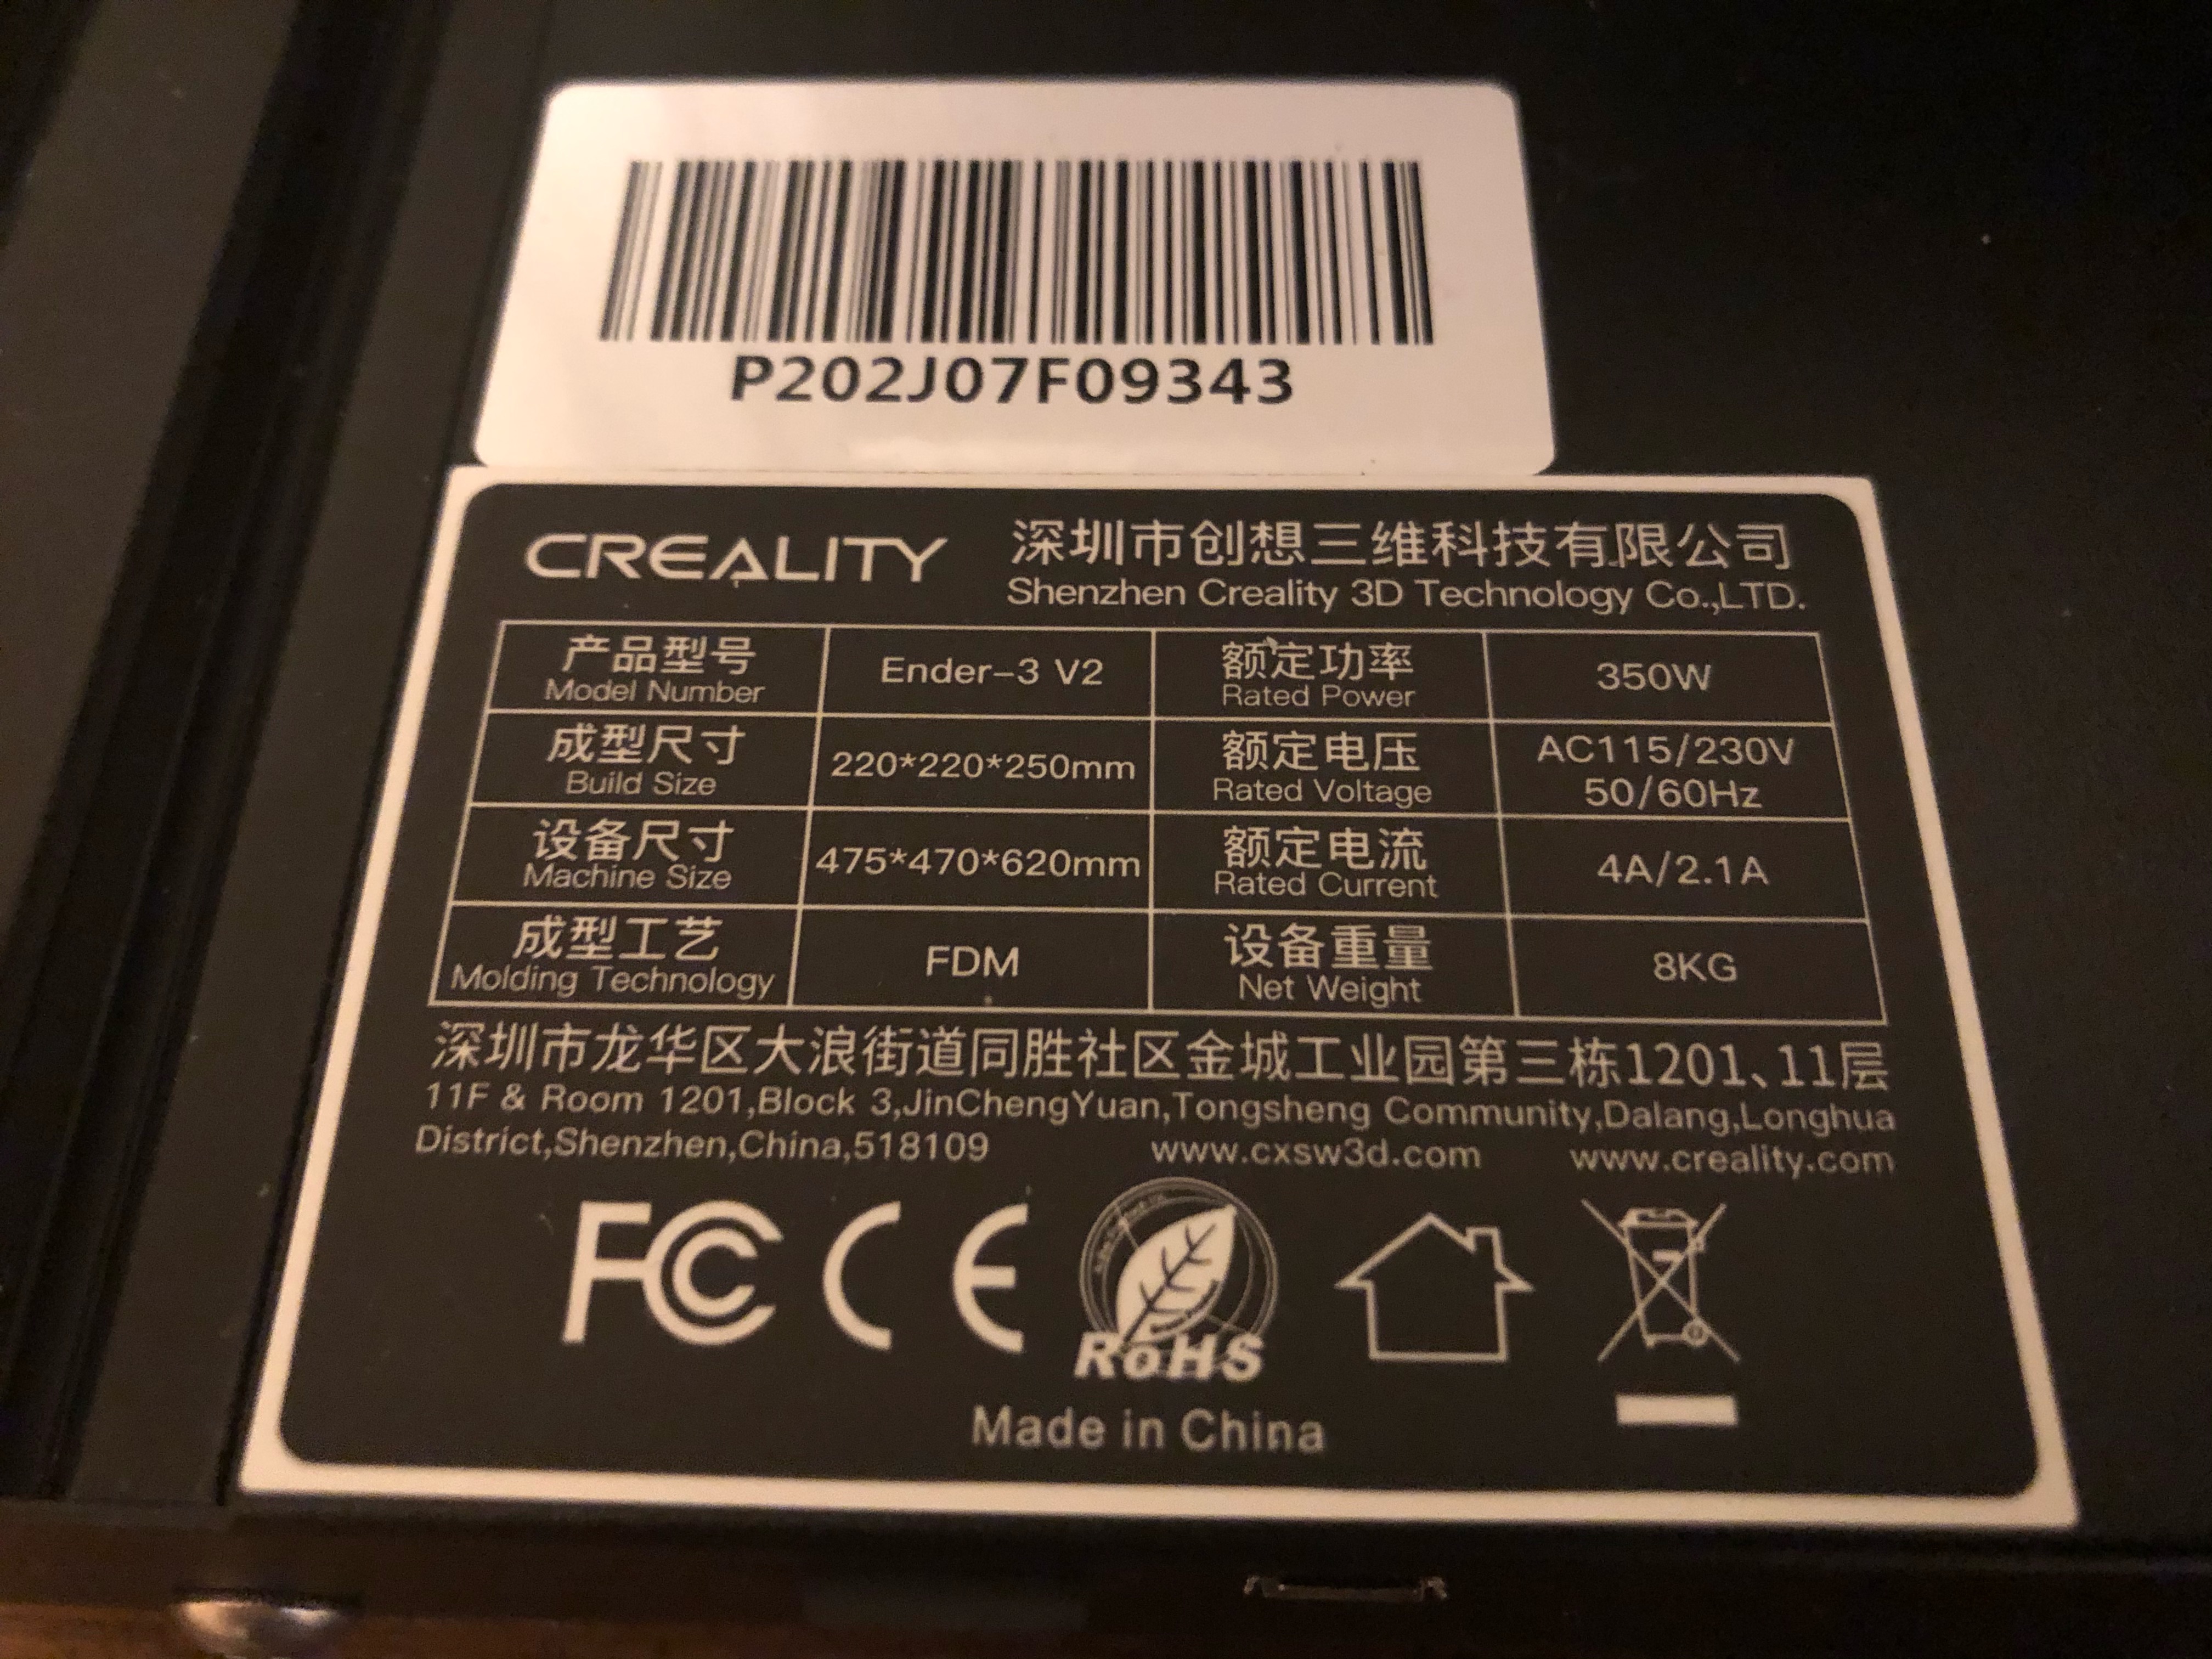 P202J07F09343
CREALITY
深圳市创想三维科技有限公司
Shenzhen Creality 3D Technology Co.,LTD.
产品型号
Model Number
Ender-3 V2
额定功率
Rated Power
350W
成型尺寸
Build Size
220*220*250mm
额定电压
Rated Voltage
AC115/230V
50/60Hz
设备尺寸
Machine Size
475*470*620mm
额定电流
Rated Current
4A/2.1A
成型工艺
Molding Technology
FDM
设备重量
Net Weight
8KG
深圳市龙华区大浪街道同胜社区金城工业园第三栋1201、11层
11F & Room 1201,Block 3,JinChengYuan,Tongsheng Community,Dalang,Longhua
District,Shenzhen,China,518109 www.cxsw3d.com www.creality.com
FC CE
RoHS
Made in China